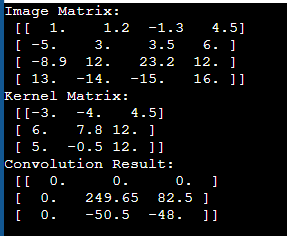 Image Matrix:
[[ 1. 1.2 -1.3 4.5]
[ -5. 3. 3.5 6. ]
[ -8.9 12. 23.2 12. ]
[ 13. -14. -15. 16. ]]
Kernel Matrix:
[[-3. -4. 4.5]
[ 6. 7.8 12. ]
[ 5. -0.5 12. ]]
Convolution Result:
[[ 0. 0. 0. ]
[ 0. 249.65 82.5 ]
[ 0. -50.5 -48. ]]